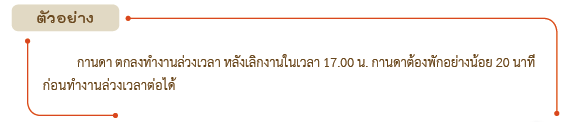 ตัวอย่าง
กานดา ตกลงทำงานล่วงเวลา หลังเลิกงานในเวลา 17.00 น. กานดาต้องพักอย่างน้อย 20 นาที
ก่อนทำงานล่วงเวลาต่อได้